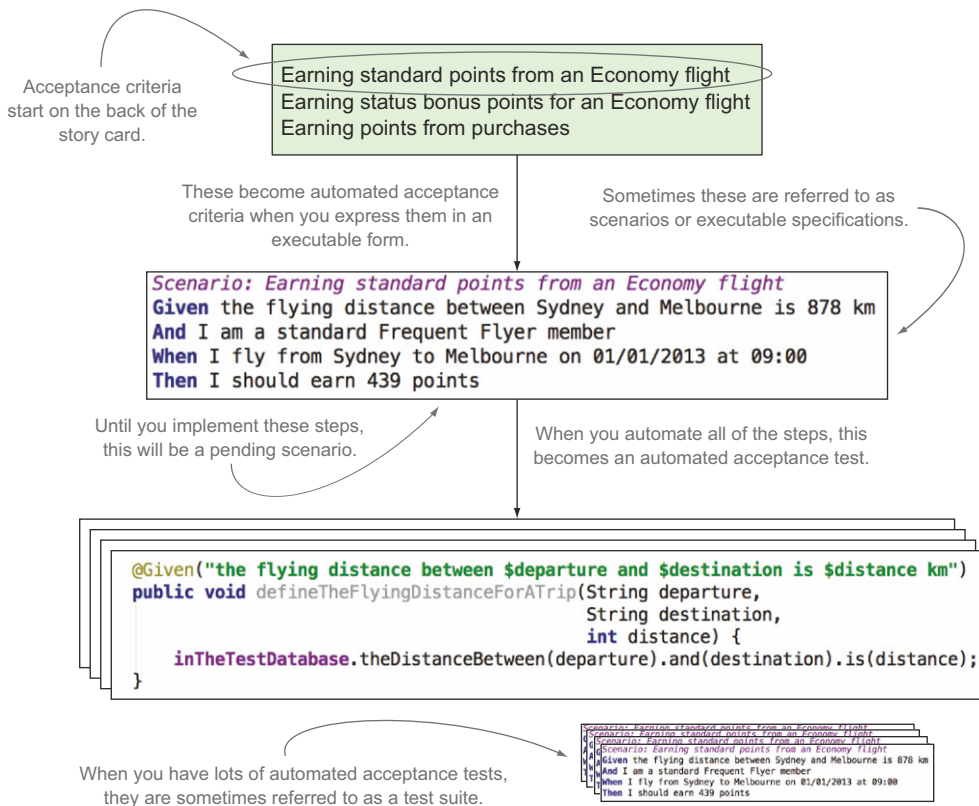 Earning standard points from an Economy flight
Earning status bonus points for an Economy flight
Earning points from purchases
Acceptance criteria
start on the back of the
story card.
These become automated acceptance
criteria when you express them in an
executable form.
Sometimes these are referred to as
scenarios or executable specifications.
Scenario: Earning standard points from an Economy flight
Given the flying distance between Sydney and Melbourne is 878 km
And I am a standard Frequent Flyer member
When I fly from Sydney to Melbourne on 01/01/2013 at 09:00
Then I should earn 439 points
Until you implement these steps,
this will be a pending scenario.
When you automate all of the steps, this
becomes an automated acceptance test.
@Given("the flying distance between $departure and $destination is $distance km")
public void defineTheFlyingDistanceForATrip(String departure,
String destination,
int distance) {
inTheTestDatabase.theDistanceBetween(departure).and(destination).is(distance);
}
When you have lots of automated acceptance tests,
they are sometimes referred to as a test suite.
Scenario: Earning standard points from an Economy flight
Given the flying distance between Sydney and Melbourne is 878 km
And I am a standard Frequent Flyer member
When I fly from Sydney to Melbourne on 01/01/2013 at 09:00
Then I should earn 439 points